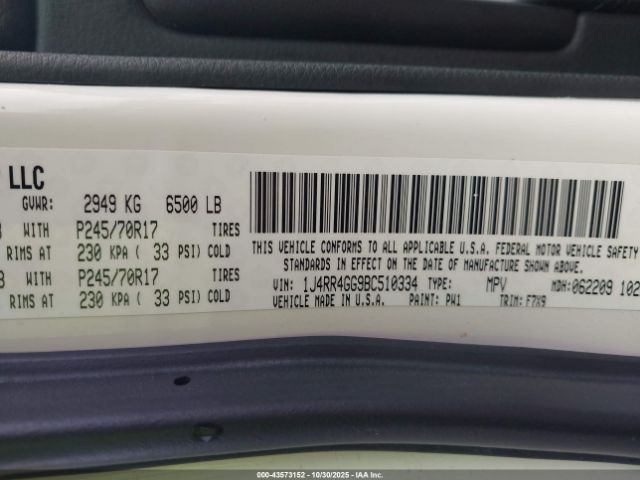 LLC
GVWR: 2949 KG 6500 LB
WITH P245/70R17 TIRES
RIMS AT 230 KPA ( 33 PSI) COLD
WITH P245/70R17 TIRES
RIMS AT 230 KPA ( 33 PSI) COLD
THIS VEHICLE CONFORMS TO ALL APPLICABLE U.S.A. FEDERAL MOTOR VEHICLE SAFETY
STANDARDS IN EFFECT ON THE DATE OF MANUFACTURE SHOWN ABOVE.
VIN: 1J4RR4GG9BC510334 TYPE: MPV MDH: 062209 102
VEHICLE MADE IN U.S.A. PAINT: PW1 TRIM: F7X9
000-43573152 - 10/30/2025 - IAA Inc.